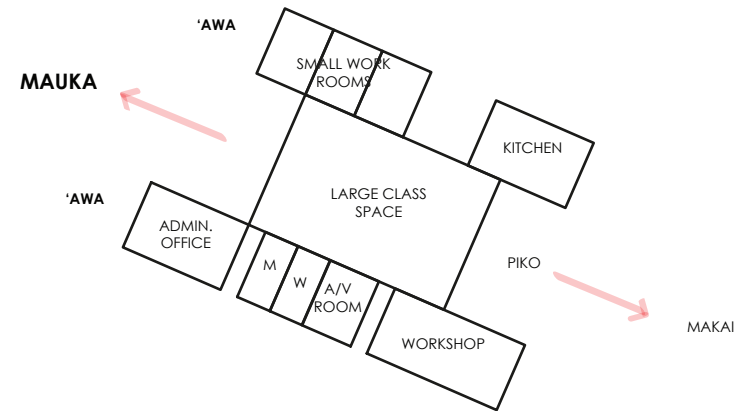 ‘AWA
MAUKA
SMALL WORK
ROOMS
KITCHEN
‘AWA
LARGE CLASS
SPACE
ADMIN.
OFFICE
M
W
A/V
ROOM
PIKO
WORKSHOP
MAKAI